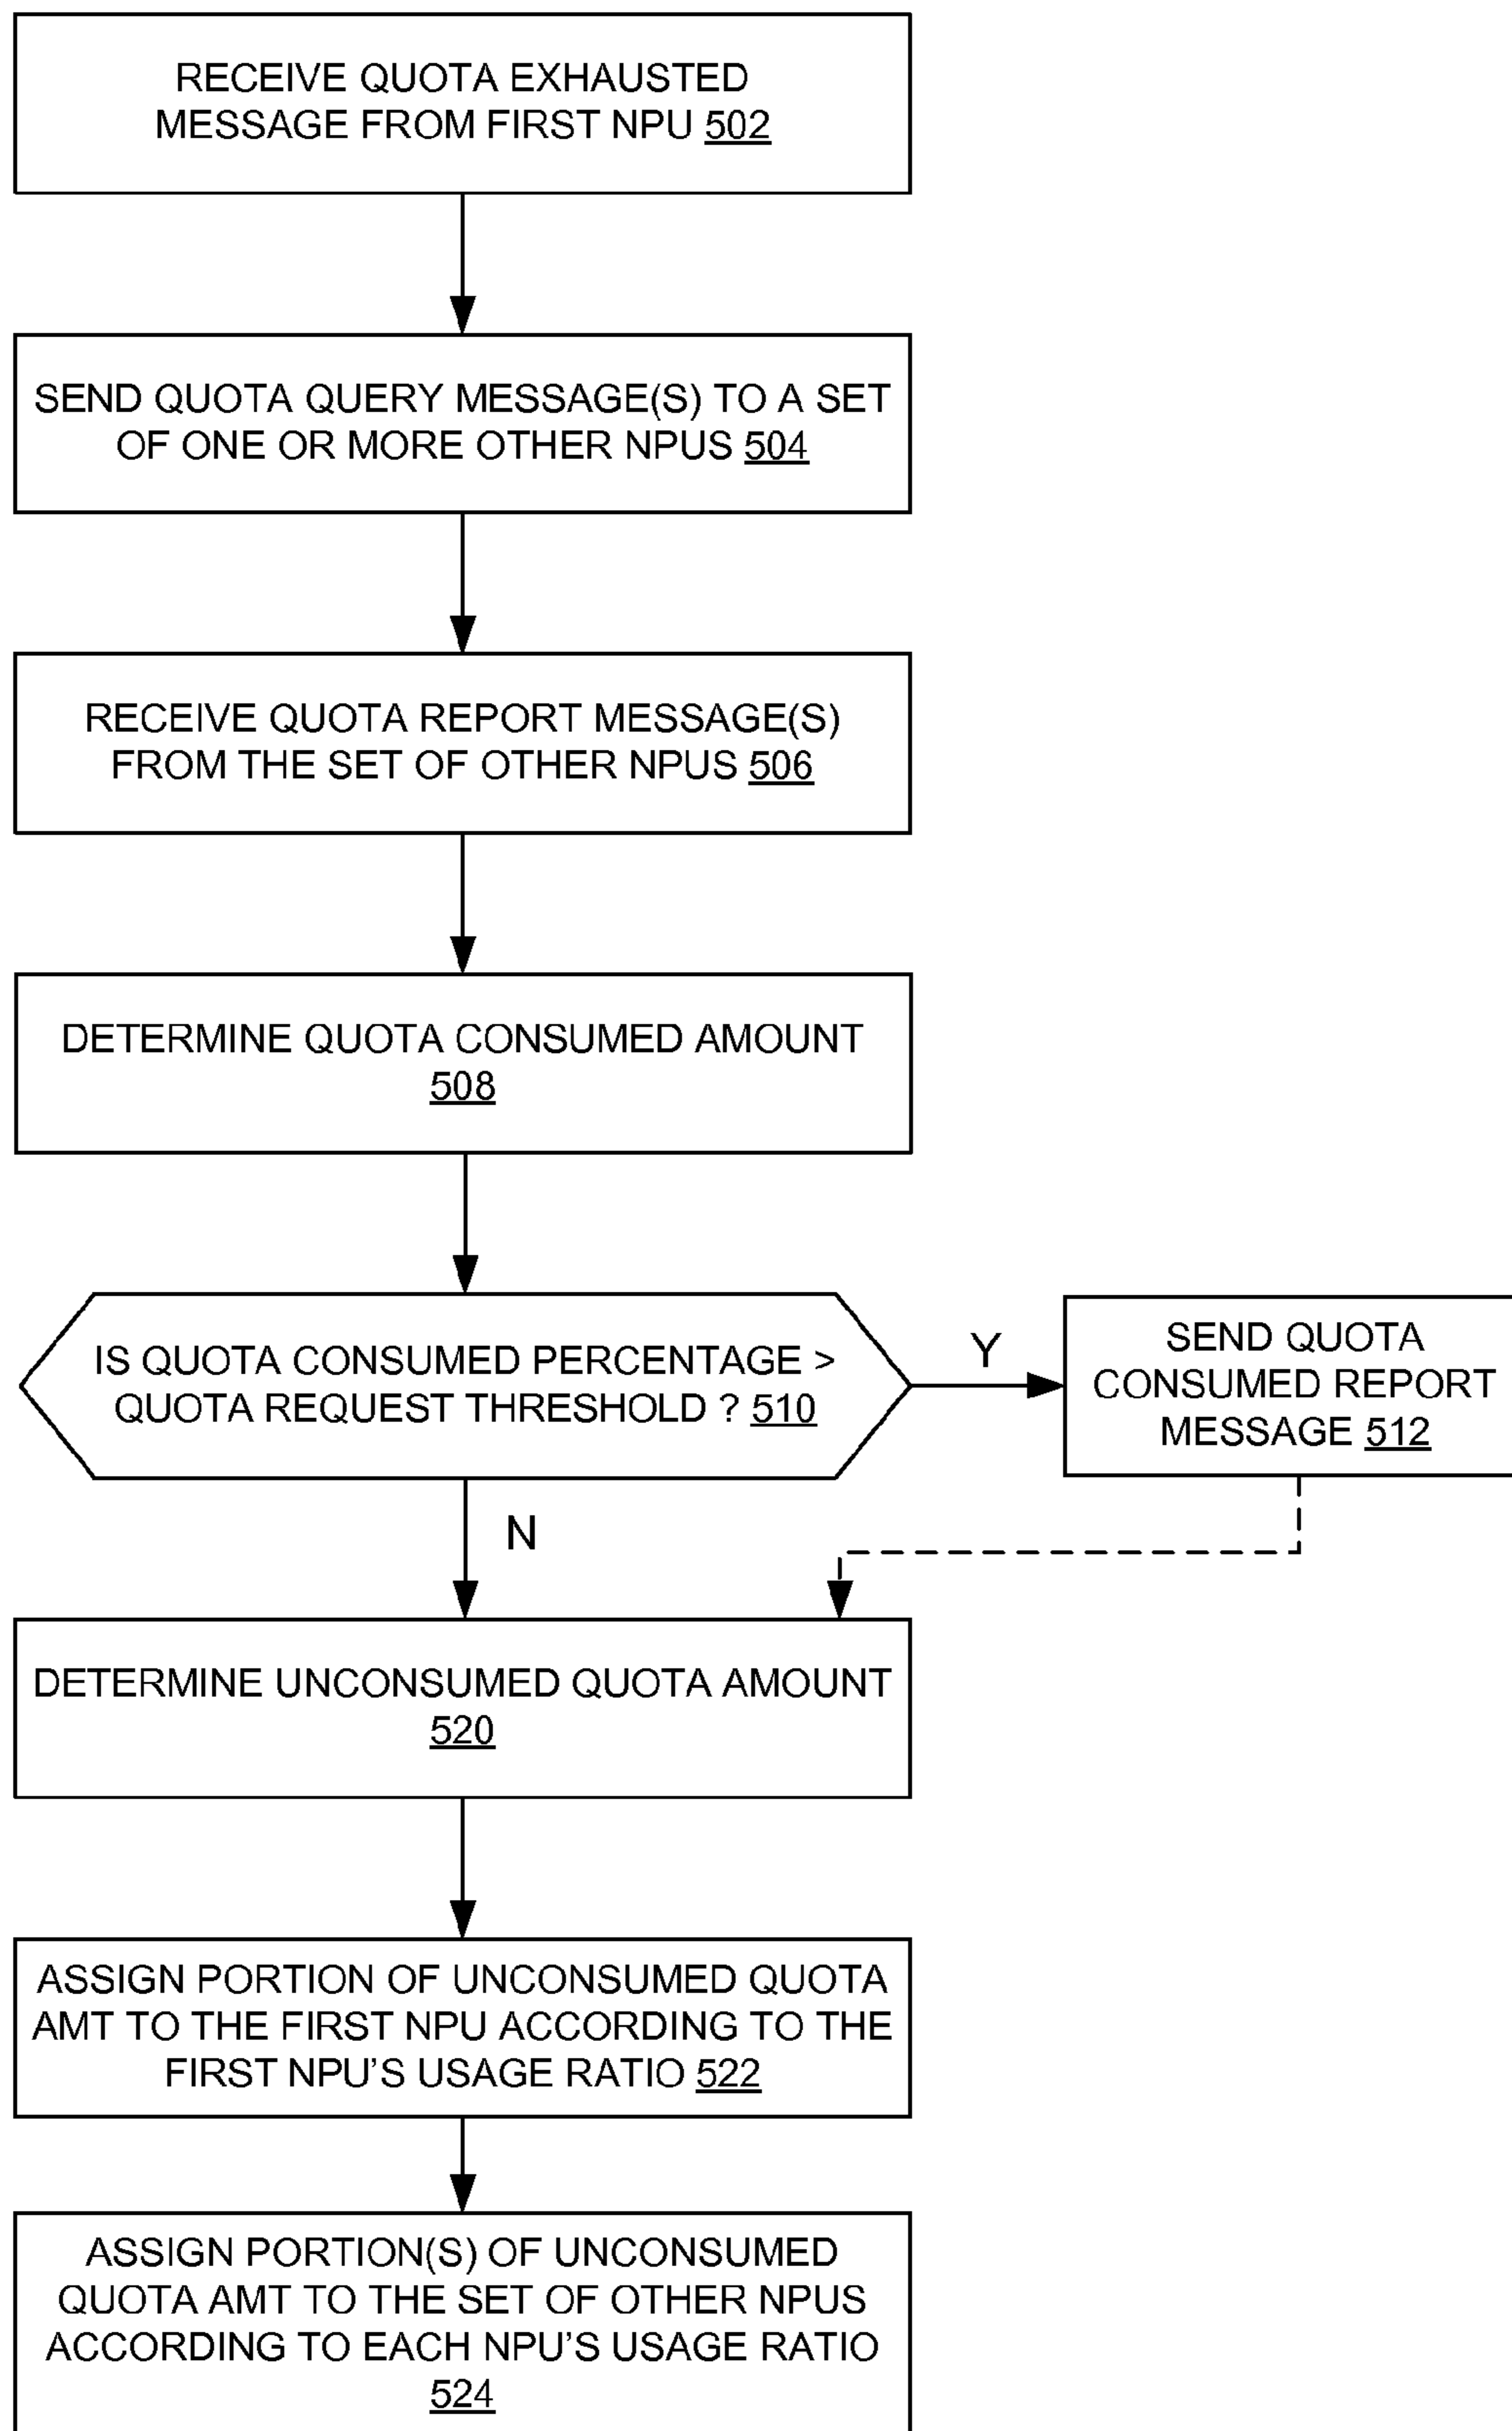 RECEIVE QUOTA EXHAUSTED
MESSAGE FROM FIRST NPU 502
SEND QUOTA QUERY MESSAGE(S) TO A SET
OF ONE OR MORE OTHER NPUS 504
RECEIVE QUOTA REPORT MESSAGE(S)
FROM THE SET OF OTHER NPUS 506
DETERMINE QUOTA CONSUMED AMOUNT
508
IS QUOTA CONSUMED PERCENTAGE >
QUOTA REQUEST THRESHOLD ? 510
Y
SEND QUOTA
CONSUMED REPORT
MESSAGE 512
N
DETERMINE UNCONSUMED QUOTA AMOUNT
520
ASSIGN PORTION OF UNCONSUMED QUOTA
AMT TO THE FIRST NPU ACCORDING TO THE
FIRST NPU'S USAGE RATIO 522
ASSIGN PORTION(S) OF UNCONSUMED
QUOTA AMT TO THE SET OF OTHER NPUS
ACCORDING TO EACH NPU'S USAGE RATIO
524